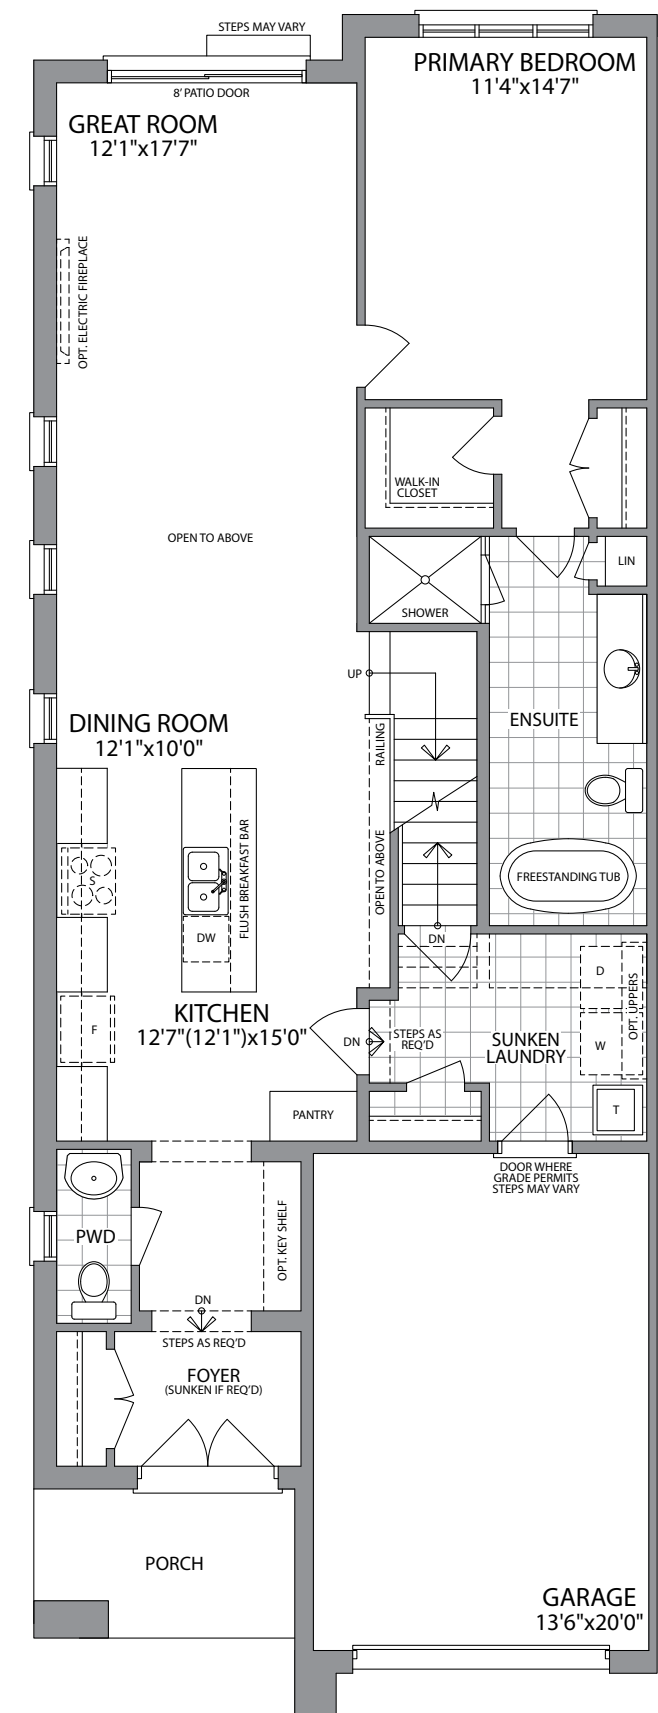 STEPS MAY VARY
8' PATIO DOOR
PRIMARY BEDROOM
11'4"x14'7"
GREAT ROOM
12'1"x17'7"
OPT. ELECTRIC FIREPLACE
WALK-IN
CLOSET
OPEN TO ABOVE
LIN
SHOWER
UP
DINING ROOM
12'1"x10'0"
ENSUITE
RAILING
S
FLUSH BREAKFAST BAR
OPEN TO ABOVE
FREESTANDING TUB
DW
DN
D
OPT. UPPERS
KITCHEN
12'7"(12'1")x15'0"
F
DN
STEPS AS
REQ'D
SUNKEN
LAUNDRY
W
PANTRY
T
DOOR WHERE
GRADE PERMITS
STEPS MAY VARY
PWD
OPT. KEY SHELF
DN
STEPS AS REQ'D
FOYER
(SUNKEN IF REQ'D)
PORCH
GARAGE
13'6"x20'0"